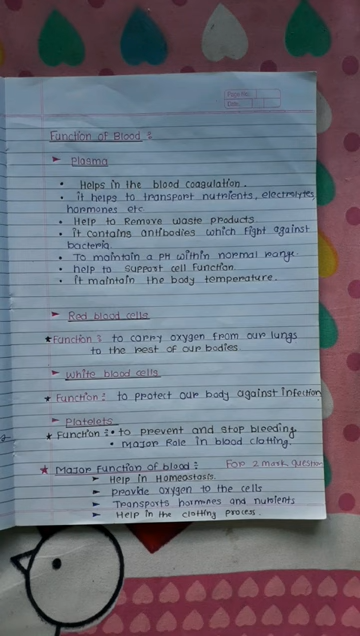 Page No.
Date
Function of Blood :
➤ Plasma
• Helps in the blood coagulation.
• it helps to transport nutrients, electrolytes,
hormones etc
• Help to Remove waste products
• it contains antibodies which fight against
bacteria.
• To maintain a PH within normal range.
• help to support cell function
• it maintain the body temperature.
➤ Red blood cells
★ Function : to carry oxygen from our lungs
to the rest of our bodies.
➤ White blood cells
★ Function : to protect our body against infection
➤ Platelets
★ Function : • to prevent and stop bleeding.
• Major Role in blood clotting.
★ Major Function of blood : For 2 mark question
➤ Help in Homeostasis.
➤ provide oxygen to the cells
➤ Transports hormones and nutrients
➤ Help in the clotting process.